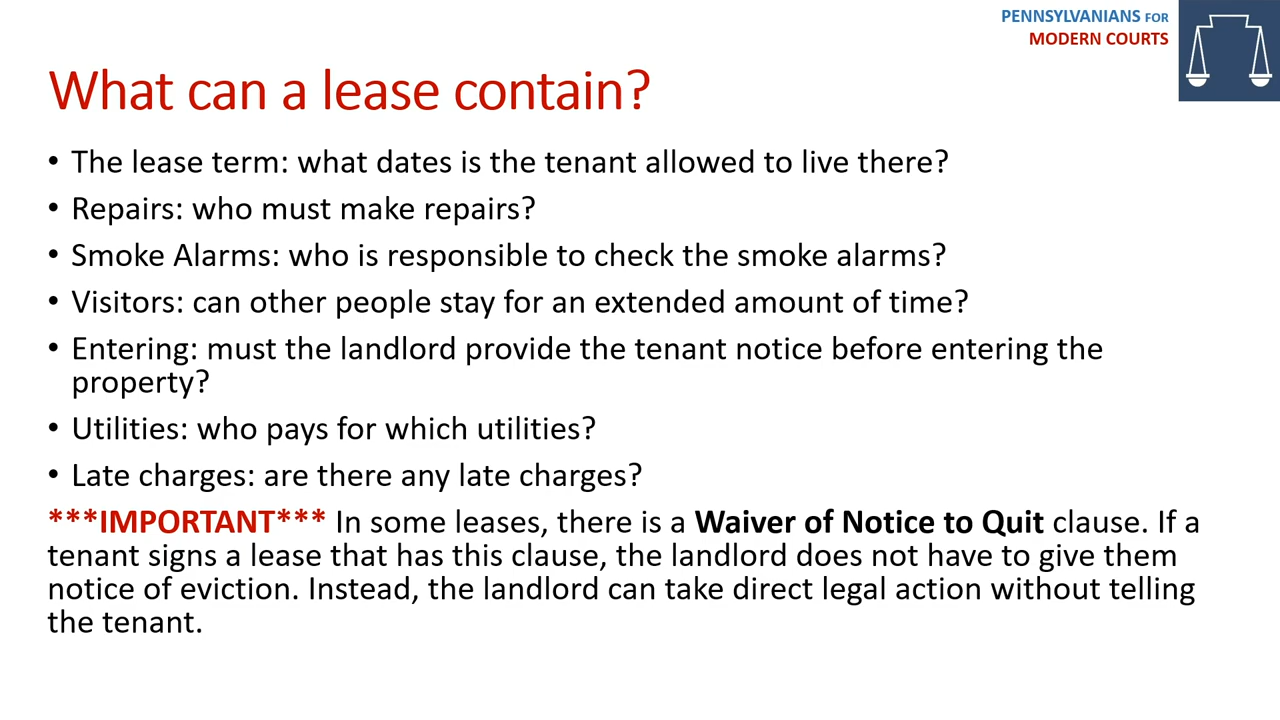 PENNSYLVANIANS FOR
MODERN COURTS
What can a lease contain?
• The lease term: what dates is the tenant allowed to live there?
• Repairs: who must make repairs?
• Smoke Alarms: who is responsible to check the smoke alarms?
• Visitors: can other people stay for an extended amount of time?
• Entering: must the landlord provide the tenant notice before entering the
property?
• Utilities: who pays for which utilities?
• Late charges: are there any late charges?
***IMPORTANT*** In some leases, there is a Waiver of Notice to Quit clause. If a
tenant signs a lease that has this clause, the landlord does not have to give them
notice of eviction. Instead, the landlord can take direct legal action without telling
the tenant.